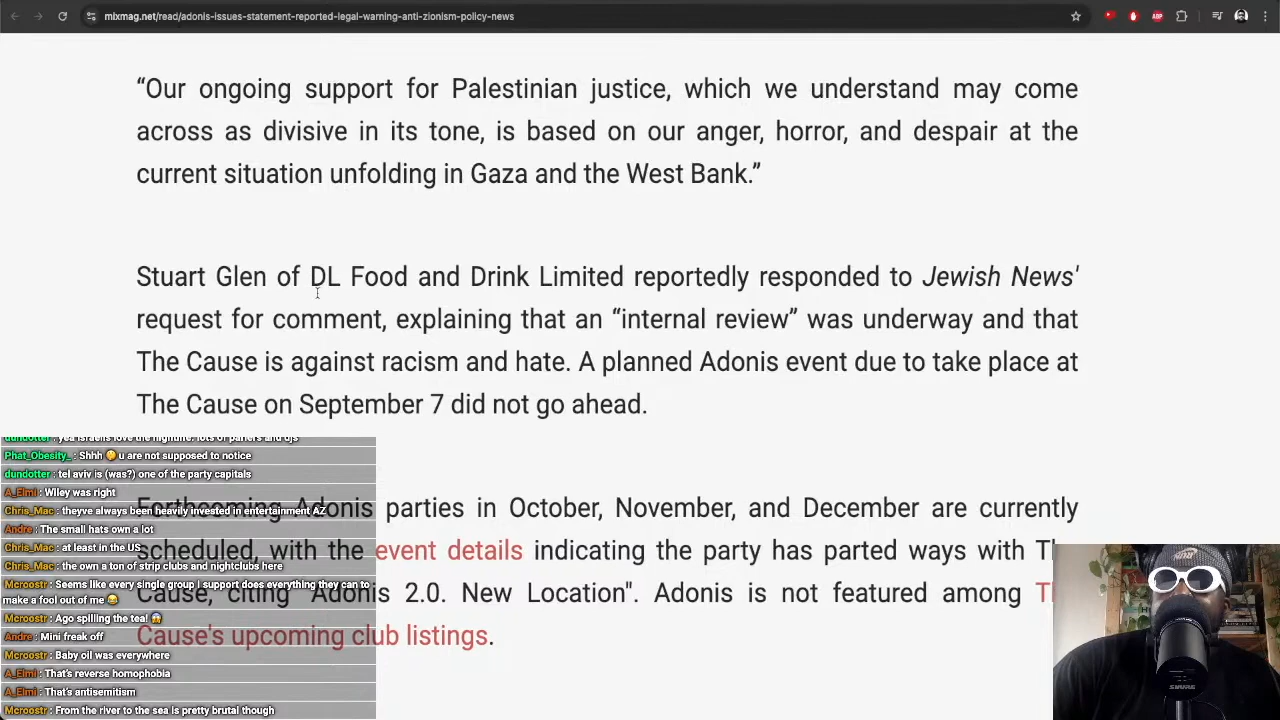 mixmag.net/read/adonis-issues-statement-reported-legal-warning-anti-zionism-policy-news
ABP
“Our ongoing support for Palestinian justice, which we understand may come
across as divisive in its tone, is based on our anger, horror, and despair at the
current situation unfolding in Gaza and the West Bank.”
Stuart Glen of DL Food and Drink Limited reportedly responded to Jewish News'
request for comment, explaining that an “internal review” was underway and that
The Cause is against racism and hate. A planned Adonis event due to take place at
The Cause on September 7 did not go ahead.
Forthcoming Adonis parties in October, November, and December are currently
scheduled, with the event details indicating the party has parted ways with
Cause, citing "Adonis 2.0. New Location". Adonis is not featured among
Cause's upcoming club listings.
dundotter : yea israelis love the nightlife. lots of parties and djs
Phat_Obesity_ : Shhh 🤫 u are not supposed to notice
dundotter : tel aviv is (was?) one of the party capitals
A_Elmi : Wiley was right
Chris_Mac : theyve always been heavily invested in entertainment AZ
Andre : The small hats own a lot
Chris_Mac : at least in the US
Chris_Mac : the own a ton of strip clubs and nightclubs here
Mcroostr : Seems like every single group I support does everything they can to
make a fool out of me 😂
Mcroostr : Ago spilling the tea! 😱
Andre : Mini freak off
Mcroostr : Baby oil was everywhere
A_Elmi : That's reverse homophobia
A_Elmi : That's antisemitism
Mcroostr : From the river to the sea is pretty brutal though
SHURE